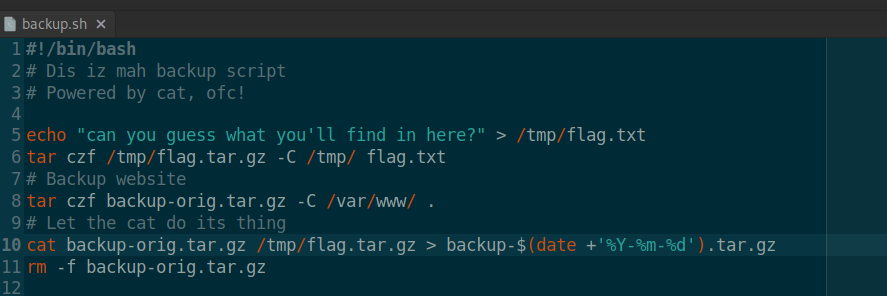 backup.sh ×
1 #!/bin/bash
2 # Dis iz mah backup script
3 # Powered by cat, ofc!
4
5 echo "can you guess what you'll find in here?" > /tmp/flag.txt
6 tar czf /tmp/flag.tar.gz -C /tmp/ flag.txt
7 # Backup website
8 tar czf backup-orig.tar.gz -C /var/www/ .
9 # Let the cat do its thing
10 cat backup-orig.tar.gz /tmp/flag.tar.gz > backup-$(date +'%Y-%m-%d').tar.gz
11 rm -f backup-orig.tar.gz
12